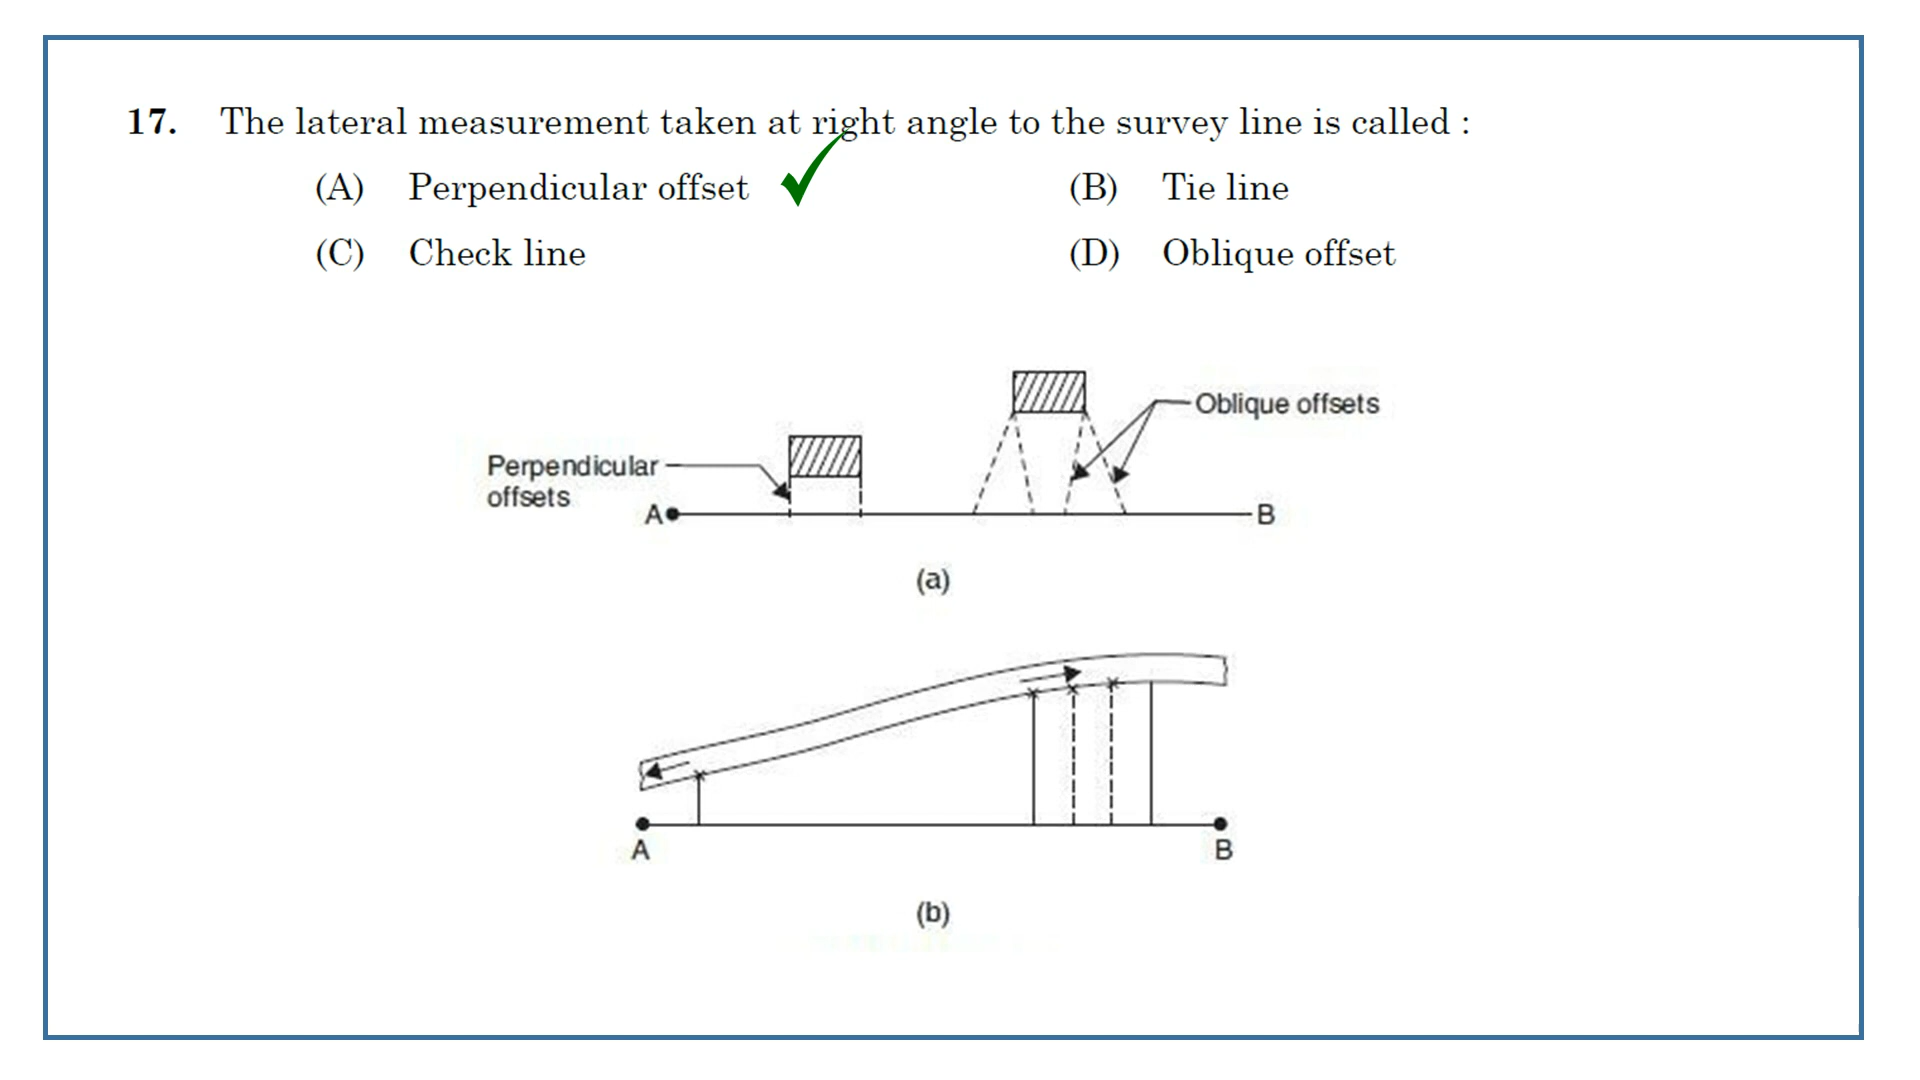 17. The lateral measurement taken at right angle to the survey line is called :
(A) Perpendicular offset (B) Tie line
(C) Check line (D) Oblique offset
Oblique offsets
Perpendicular
offsets
A B
(a)
A B
(b)